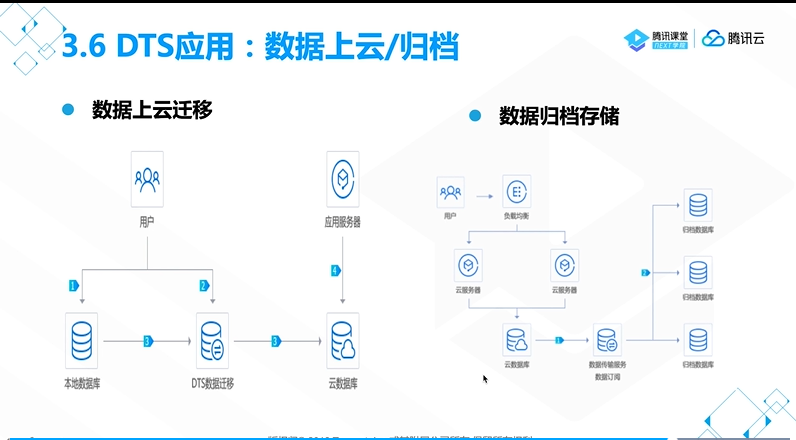 3.6 DTS应用：数据上云/归档
腾讯课堂
NEXT学院
腾讯云
数据上云迁移
用户
应用服务器
1
2
4
3
3
本地数据库
DTS数据迁移
云数据库
数据归档存储
用户
负载均衡
归档数据库
云服务器
云服务器
2
归档数据库
1
云数据库
数据传输服务
数据订阅
归档数据库